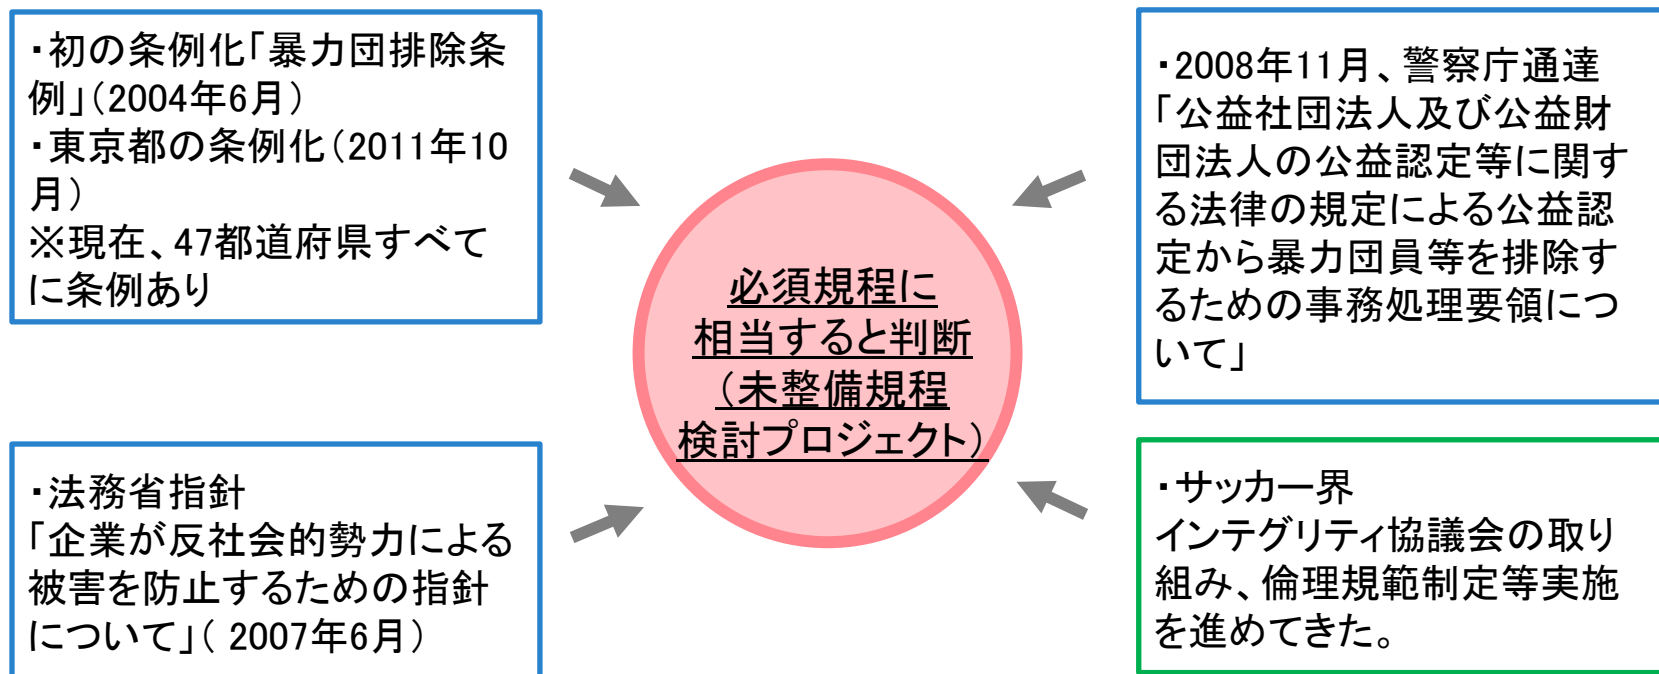 ・初の条例化「暴力団排除条
例」（2004年6月）
・東京都の条例化（2011年10
月）
※現在、47都道府県すべて
に条例あり
・法務省指針
「企業が反社会的勢力による
被害を防止するための指針
について」（ 2007年6月）
必須規程に
相当すると判断
（未整備規程
検討プロジェクト）
・2008年11月、警察庁通達
「公益社団法人及び公益財
団法人の公益認定等に関す
る法律の規定による公益認
定から暴力団員等を排除す
るための事務処理要領につ
いて」
・サッカー界
インテグリティ協議会の取り
組み、倫理規範制定等実施
を進めてきた。